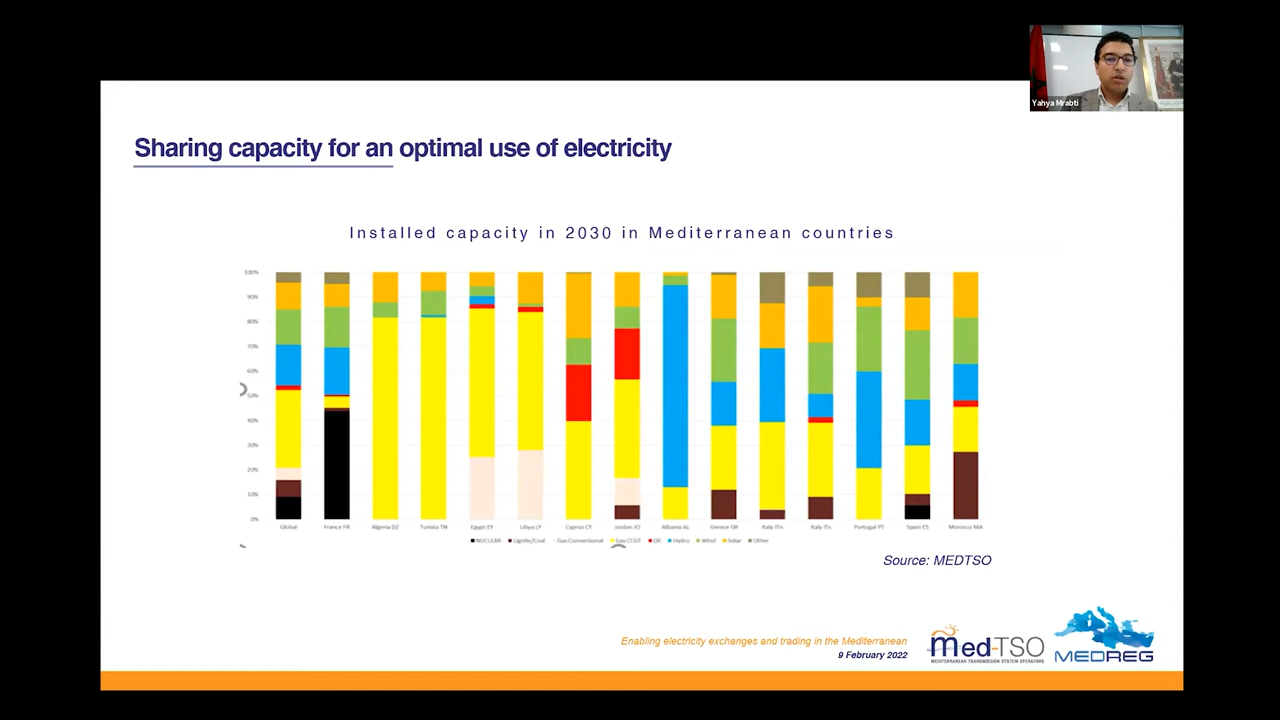 Yahya Mrabti
Sharing capacity for an optimal use of electricity
Installed capacity in 2030 in Mediterranean countries
100%
90%
80%
70%
60%
50%
40%
30%
20%
10%
0%
Global France FR Algeria DZ Tunisia TN Egypt EY Libya LY Cyprus CY Jordan JO Albania AL Greece GR Italy ITn Italy ITs Portugal PT Spain ES Morocco MA
NUCLEAR Lignite/Coal Gas Conventional Gas CCGT Oil Hydro Wind Solar Other
Source: MEDTSO
Enabling electricity exchanges and trading in the Mediterranean
9 February 2022
Med-TSO
MEDITERRANEAN TRANSMISSION SYSTEM OPERATORS
MEDREG